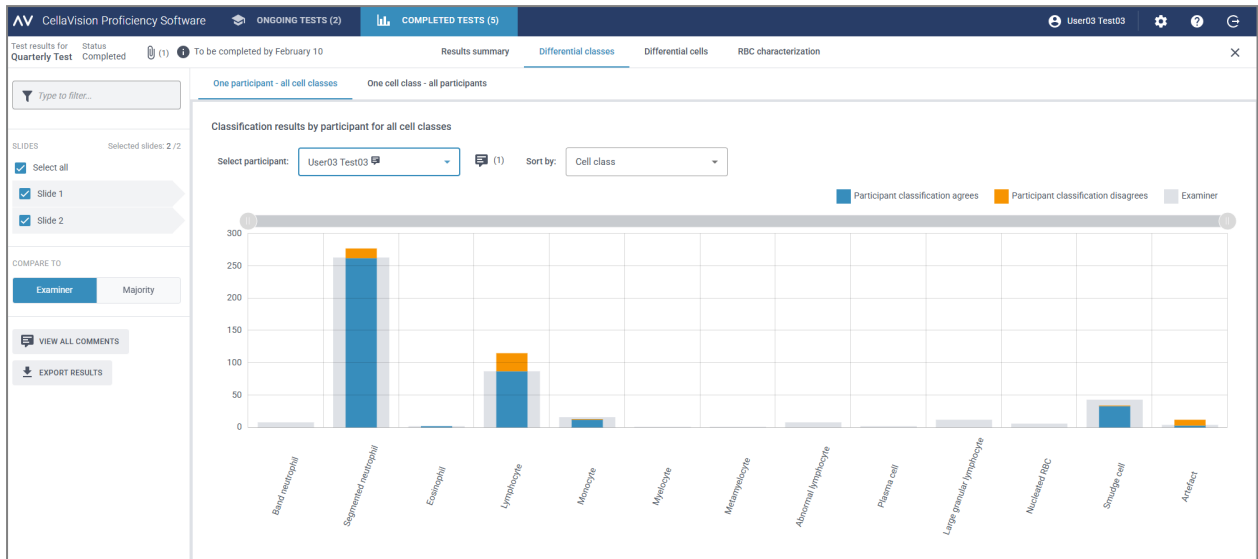 CellaVision Proficiency Software
ONGOING TESTS (2)
COMPLETED TESTS (5)
User03 Test03
Test results for
Quarterly Test
Status
Completed
(1)
To be completed by February 10
Results summary
Differential classes
Differential cells
RBC characterization
Type to filter...
SLIDES
Selected slides: 2 /2
Select all
Slide 1
Slide 2
COMPARE TO
Examiner
Majority
VIEW ALL COMMENTS
EXPORT RESULTS
One participant - all cell classes
One cell class - all participants
Classification results by participant for all cell classes
Select participant:
User03 Test03
(1)
Sort by:
Cell class
Participant classification agrees
Participant classification disagrees
Examiner
300
250
200
150
100
50
0
Band neutrophil
Segmented neutrophil
Eosinophil
Lymphocyte
Monocyte
Myelocyte
Metamyelocyte
Abnormal lymphocyte
Plasma cell
Large granular lymphocyte
Nucleated RBC
Smudge cell
Artefact